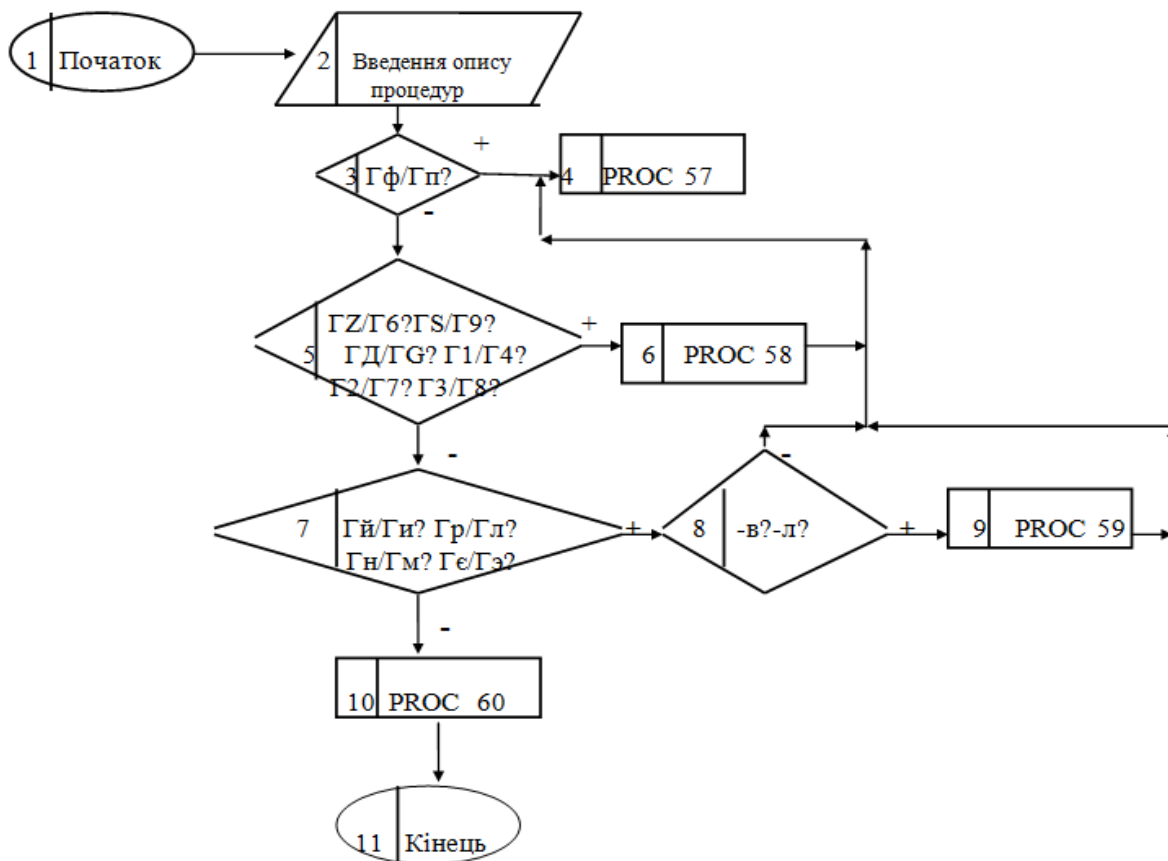 1 Початок
2 Введення опису
процедур
+
3 Гф/Гп?
4 PROC 57
-
ГZ/Г6?ГS/Г9?
+
5 ГД/ГG? Г1/Г4?
6 PROC 58
Г2/Г7? Г3/Г8?
-
-
7 Гй/Ги? Гр/Гл?
+
8 -в?-л?
+
9 PROC 59
Гн/Гм? Гє/Гэ?
-
10 PROC 60
11 Кінець